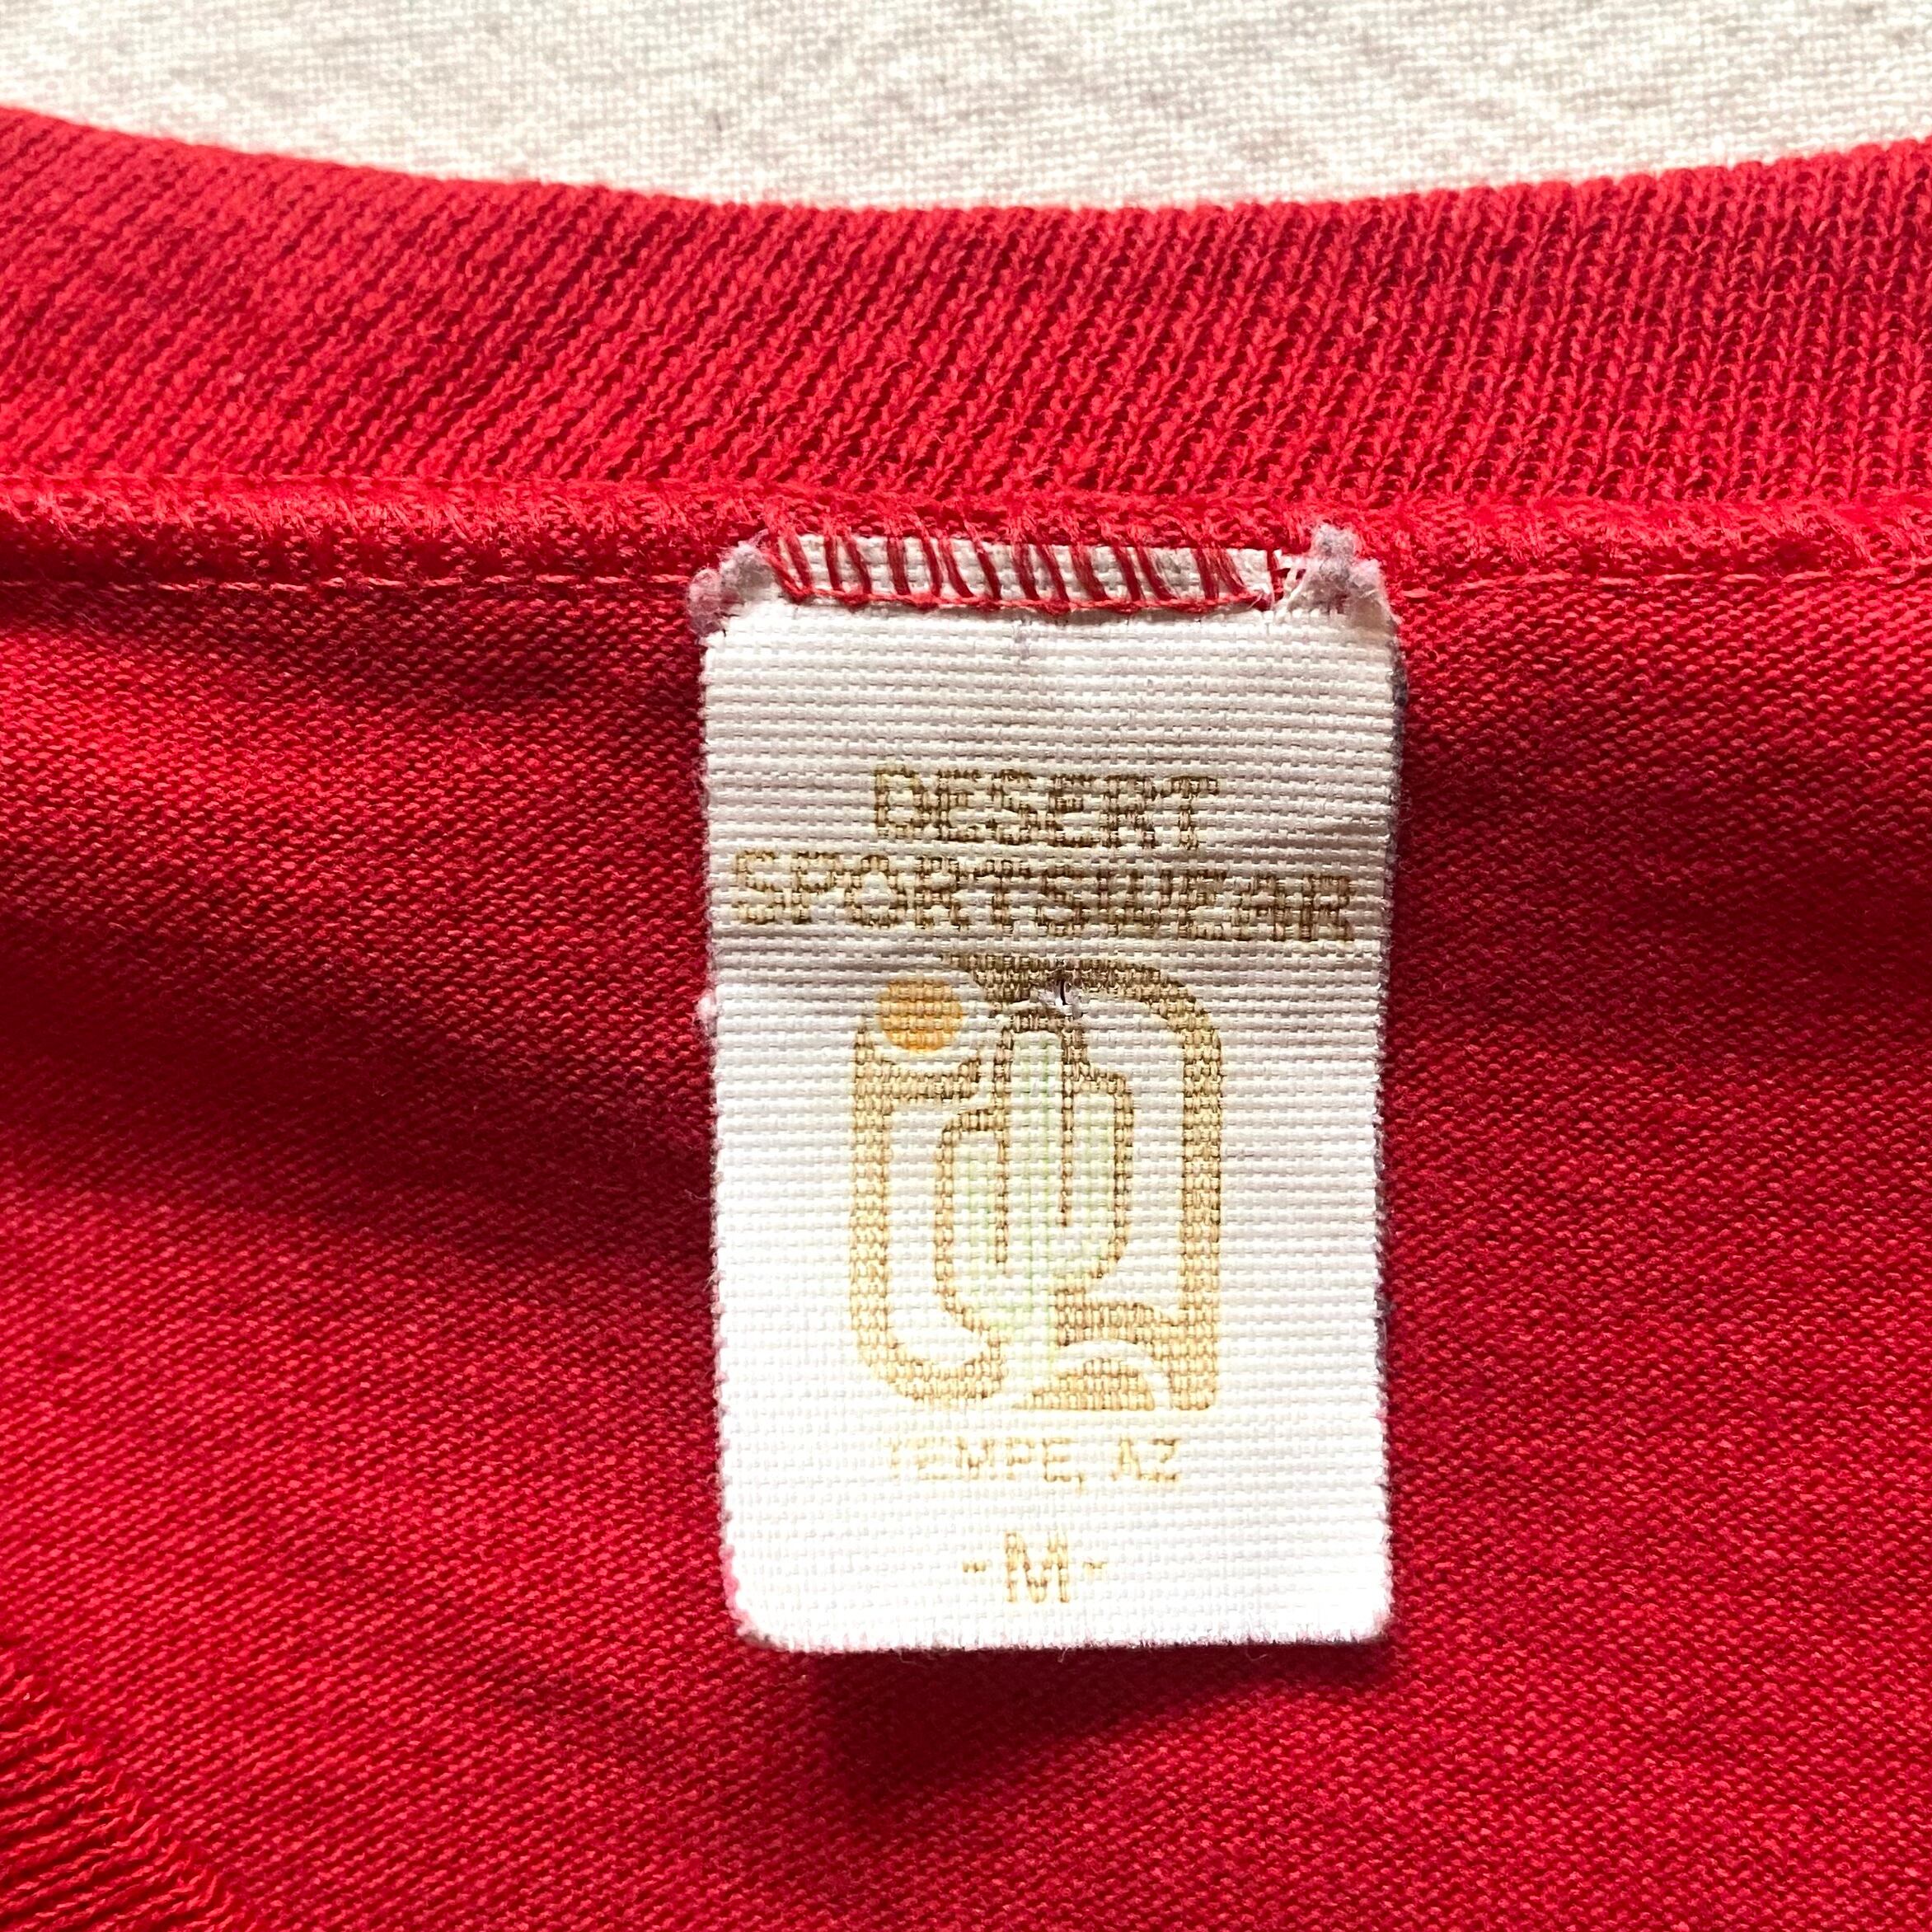 DESERT
SPORTSWEAR
TEMPE, AZ
-M-